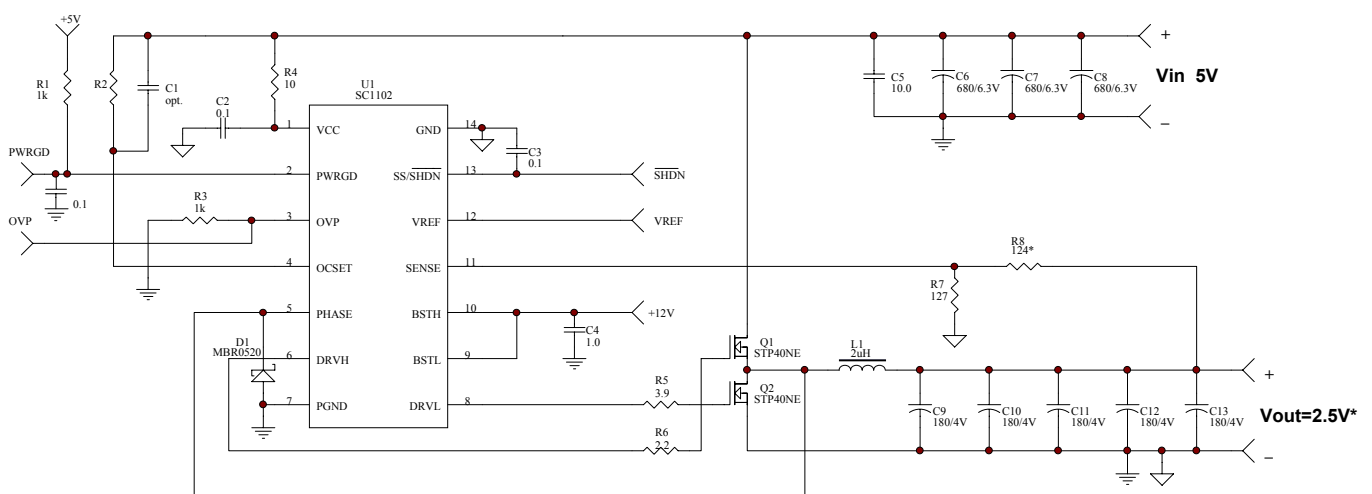 +5V
R1
1k
R2
C1
opt.
R4
10
C2
0.1
U1
SC1102
C5
10.0
C6
680/6.3V
C7
680/6.3V
C8
680/6.3V
+
Vin 5V
_
1
VCC
GND
14
C3
0.1
PWRGD
2
PWRGD
SS/SHDN
13
SHDN
0.1
R3
1k
3
OVP
VREF
12
VREF
OVP
4
OCSET
SENSE
11
R8
124*
R7
127
5
PHASE
BSTH
10
+12V
C4
1.0
D1
MBR0520
6
DRVH
BSTL
9
Q1
STP40NE
L1
2uH
7
PGND
DRVL
8
R5
3.9
Q2
STP40NE
R6
2.2
C9
180/4V
C10
180/4V
C11
180/4V
C12
180/4V
C13
180/4V
+
Vout=2.5V*
_